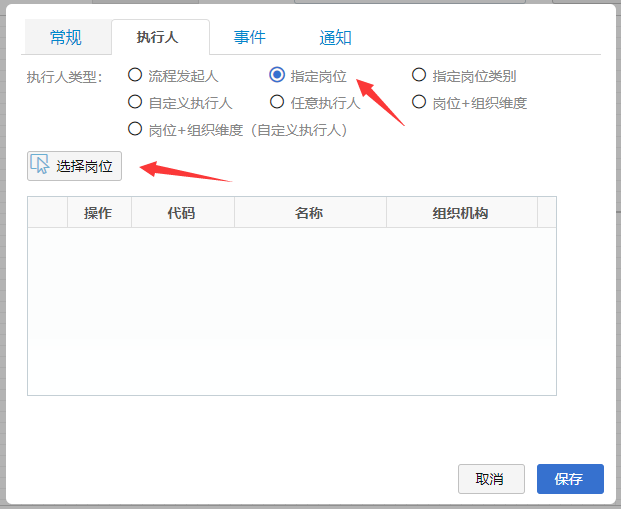 常规 执行人 事件 通知
执行人类型： 流程发起人 指定岗位 指定岗位类别
自定义执行人 任意执行人 岗位+组织维度
岗位+组织维度（自定义执行人）
选择岗位
操作 代码 名称 组织机构
取消 保存